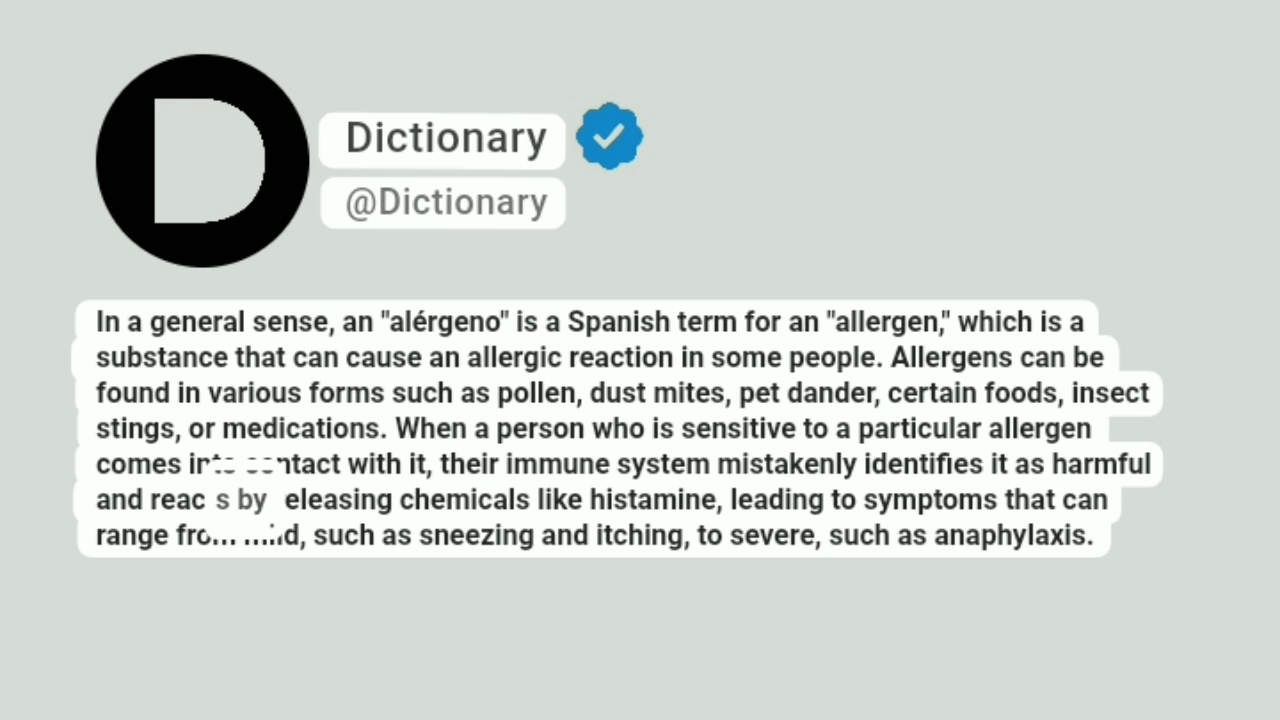 Dictionary
@Dictionary
In a general sense, an "alérgeno" is a Spanish term for an "allergen," which is a
substance that can cause an allergic reaction in some people. Allergens can be
found in various forms such as pollen, dust mites, pet dander, certain foods, insect
stings, or medications. When a person who is sensitive to a particular allergen
comes into contact with it, their immune system mistakenly identifies it as harmful
and s by chemicals like histamine, leading to symptoms that can
range from mild, such as sneezing and itching, to severe, such as anaphylaxis.